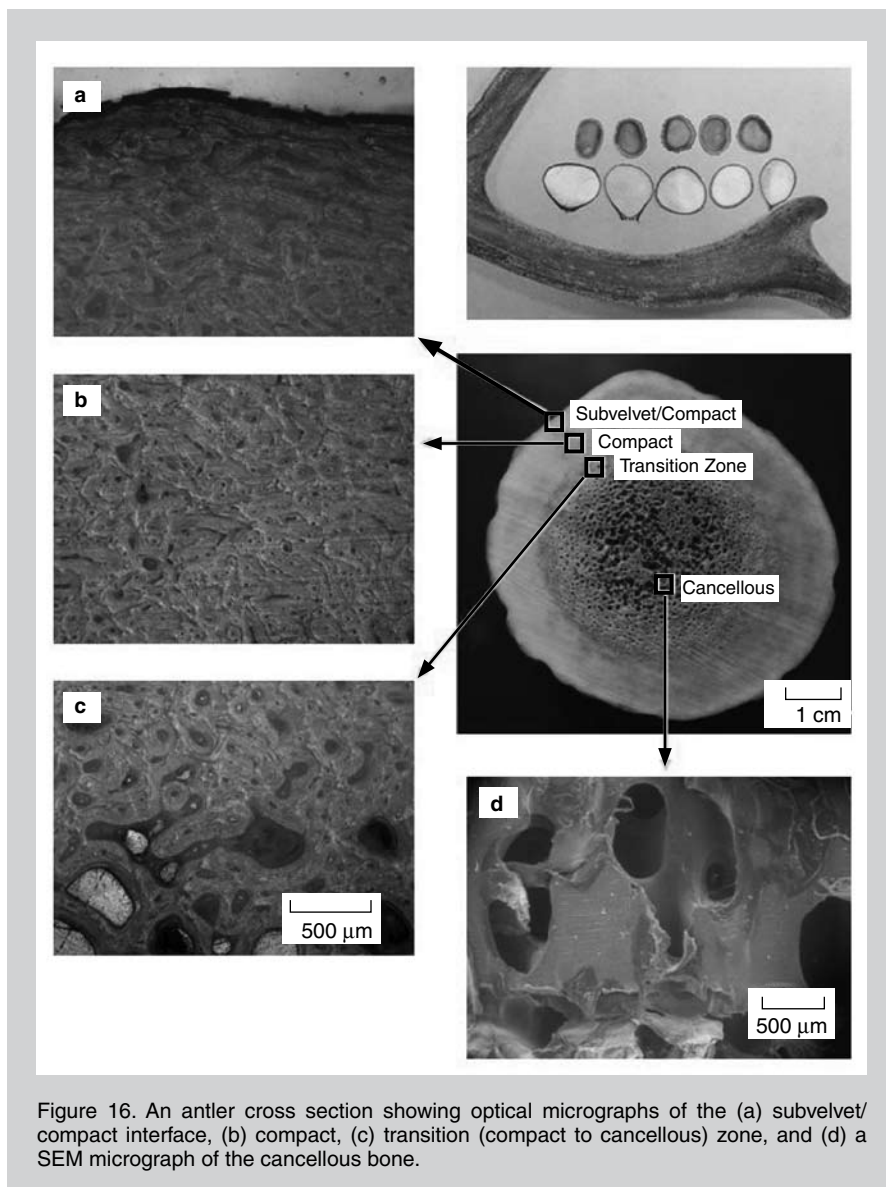 a
Subvelvet/Compact
b
Compact
Transition Zone
Cancellous
1 cm
c
500 μm
d
500 μm
Figure 16. An antler cross section showing optical micrographs of the (a) subvelvet/
compact interface, (b) compact, (c) transition (compact to cancellous) zone, and (d) a
SEM micrograph of the cancellous bone.